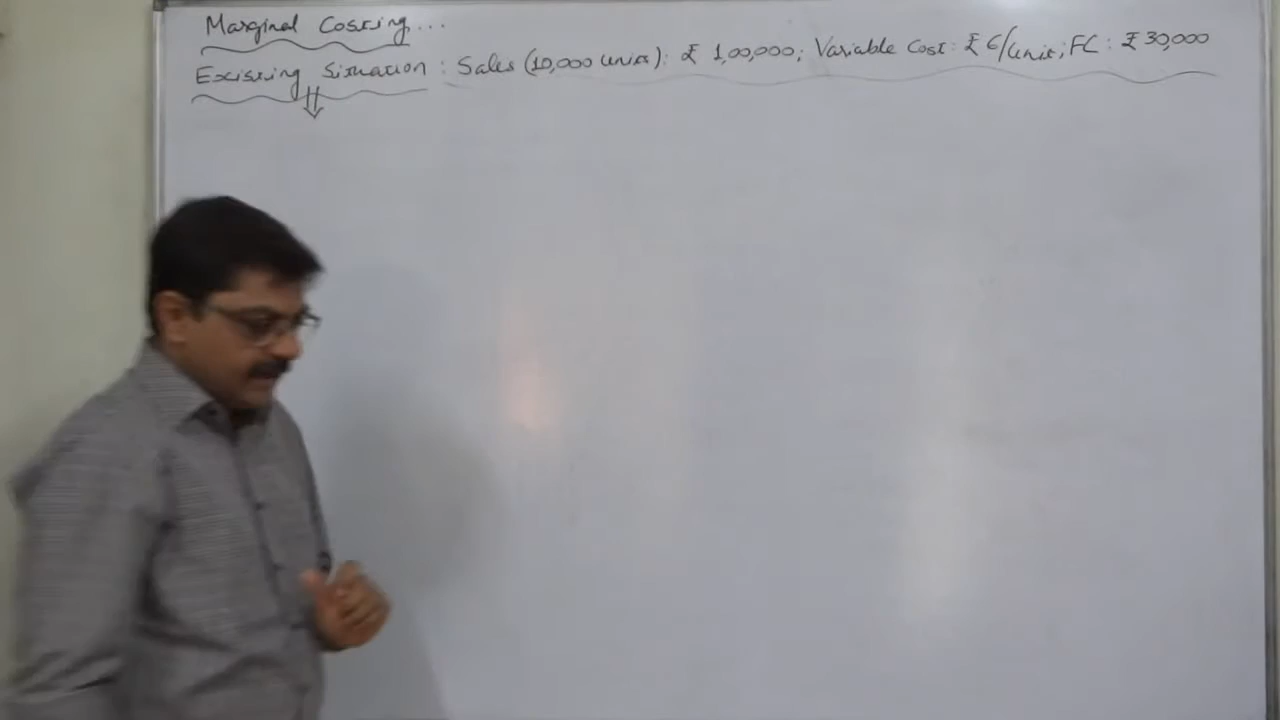 Marginal Costing...
Existing Situation : Sales (10,000 units) : ₹ 1,00,000; Variable Cost : ₹ 6/unit; FC : ₹ 30,000